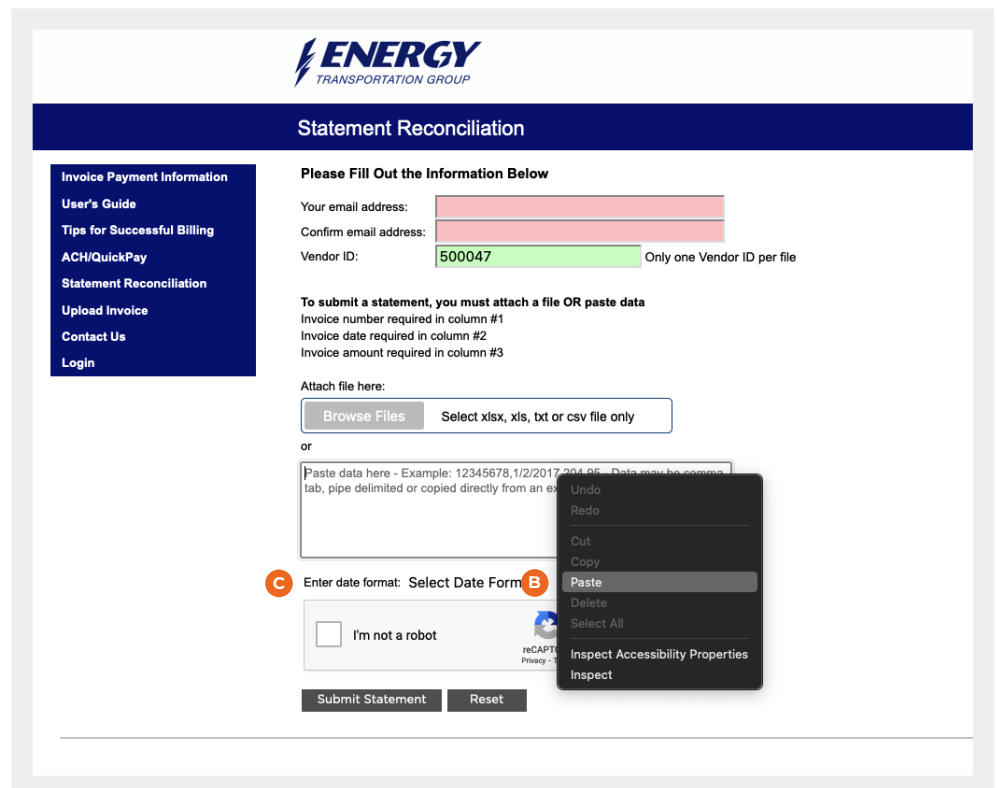 ENERGY
TRANSPORTATION GROUP
Statement Reconciliation
Invoice Payment Information
User's Guide
Tips for Successful Billing
ACH/QuickPay
Statement Reconciliation
Upload Invoice
Contact Us
Login
Please Fill Out the Information Below
Your email address:
Confirm email address:
Vendor ID: 500047 Only one Vendor ID per file
To submit a statement, you must attach a file OR paste data
Invoice number required in column #1
Invoice date required in column #2
Invoice amount required in column #3
Attach file here:
Browse Files Select xlsx, xls, txt or csv file only
or
Paste data here - Example: 12345678,1/2/2017,204.95 - Data may be comma,
tab, pipe delimited or copied directly from an ex
C Enter date format: Select Date Form B
I'm not a robot
reCAPT
Privacy - T
Submit Statement Reset
Undo
Redo
Cut
Copy
Paste
Delete
Select All
Inspect Accessibility Properties
Inspect